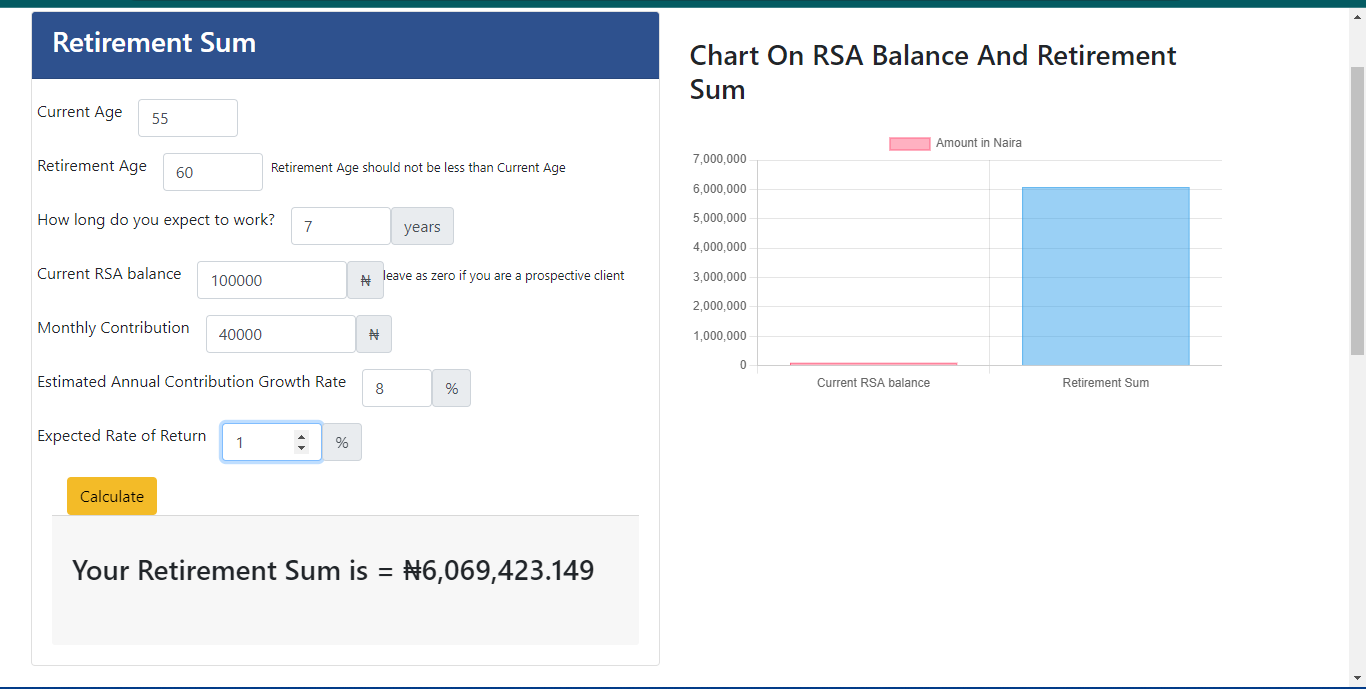 Retirement Sum
Current Age 55
Retirement Age 60 Retirement Age should not be less than Current Age
How long do you expect to work? 7 years
Current RSA balance 100000 ₦ leave as zero if you are a prospective client
Monthly Contribution 40000 ₦
Estimated Annual Contribution Growth Rate 8 %
Expected Rate of Return 1 %
Calculate
Your Retirement Sum is = ₦6,069,423.149
Chart On RSA Balance And Retirement
Sum
Amount in Naira
7,000,000
6,000,000
5,000,000
4,000,000
3,000,000
2,000,000
1,000,000
0
Current RSA balance Retirement Sum